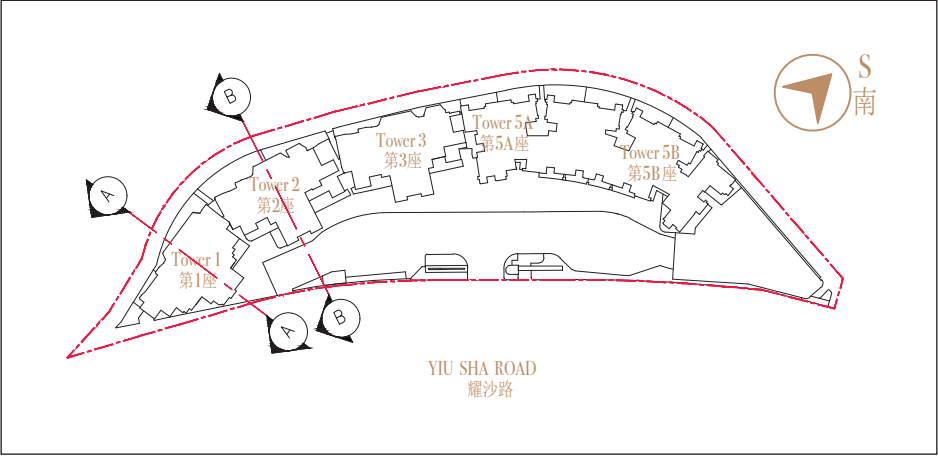 S
南
B
Tower 5A
第5A座
Tower 3
第3座
Tower 5B
第5B座
Tower 2
第2座
A
Tower 1
第1座
B
A
YIU SHA ROAD
耀沙路